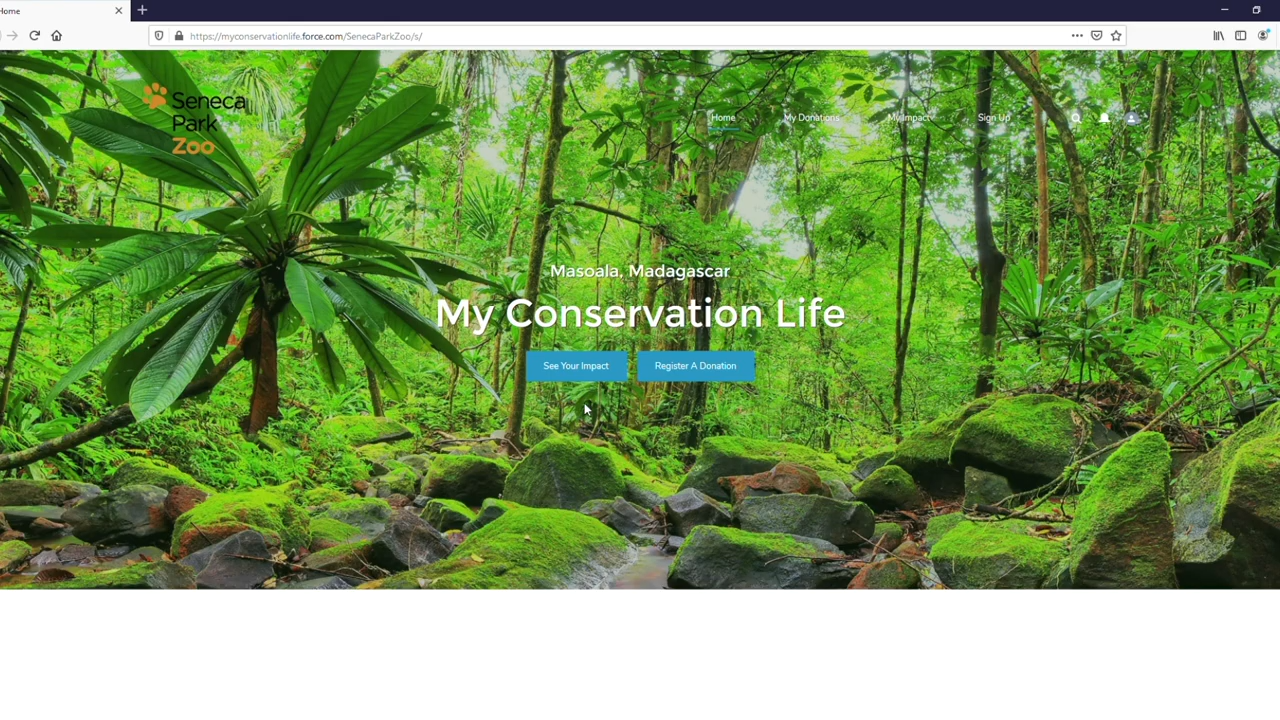 Home
https://myconservationlife.force.com/SenecaParkZoo/s/
Seneca
Park
Zoo
Home My Donations My Impact Sign Up
Masoala, Madagascar
My Conservation Life
See Your Impact Register A Donation